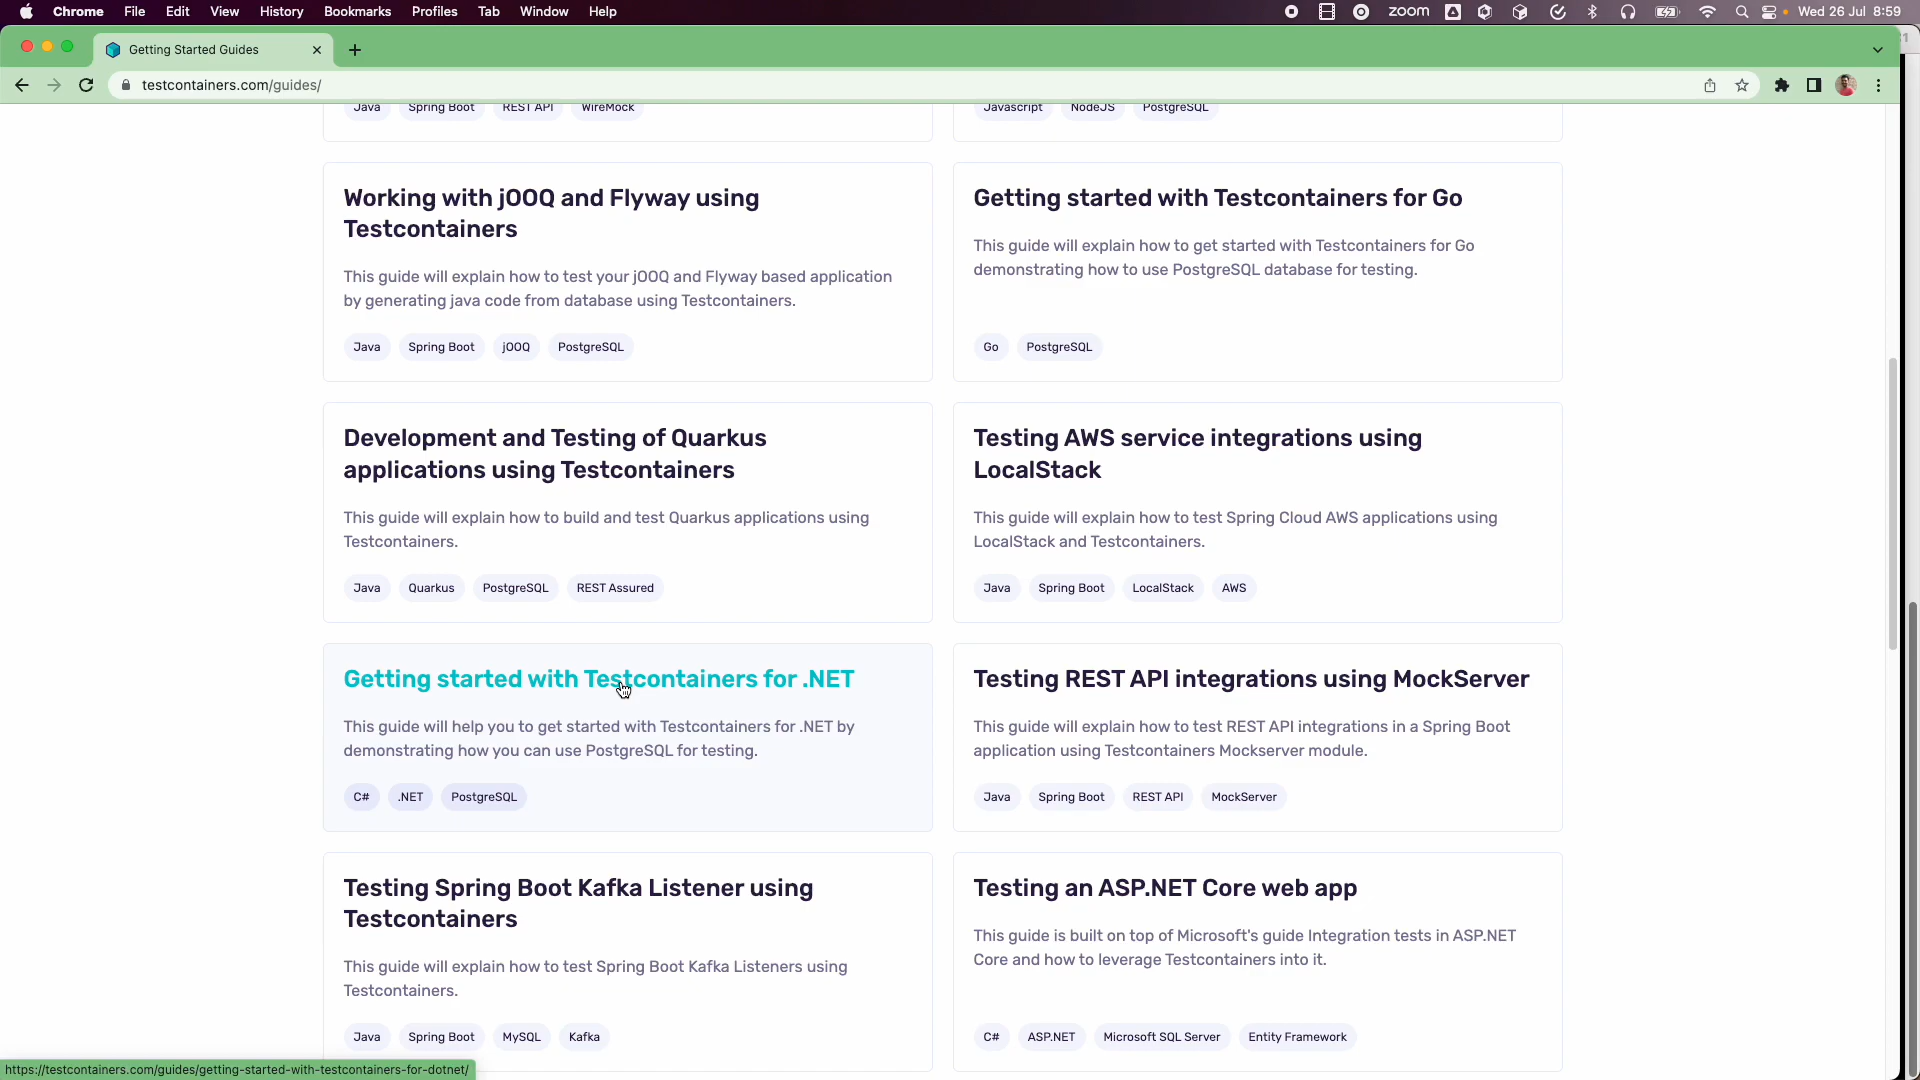 Chrome File Edit View History Bookmarks Profiles Tab Window Help
zoom Wed 26 Jul 8:59
Getting Started Guides
testcontainers.com/guides/
Java Spring Boot REST API WireMock
Javascript NodeJS PostgreSQL
Working with jOOQ and Flyway using
Testcontainers
This guide will explain how to test your jOOQ and Flyway based application
by generating java code from database using Testcontainers.
Java Spring Boot jOOQ PostgreSQL
Getting started with Testcontainers for Go
This guide will explain how to get started with Testcontainers for Go
demonstrating how to use PostgreSQL database for testing.
Go PostgreSQL
Development and Testing of Quarkus
applications using Testcontainers
This guide will explain how to build and test Quarkus applications using
Testcontainers.
Java Quarkus PostgreSQL REST Assured
Testing AWS service integrations using
LocalStack
This guide will explain how to test Spring Cloud AWS applications using
LocalStack and Testcontainers.
Java Spring Boot LocalStack AWS
Getting started with Testcontainers for .NET
This guide will help you to get started with Testcontainers for .NET by
demonstrating how you can use PostgreSQL for testing.
C# .NET PostgreSQL
Testing REST API integrations using MockServer
This guide will explain how to test REST API integrations in a Spring Boot
application using Testcontainers Mockserver module.
Java Spring Boot REST API MockServer
Testing Spring Boot Kafka Listener using
Testcontainers
This guide will explain how to test Spring Boot Kafka Listeners using
Testcontainers.
Java Spring Boot MySQL Kafka
Testing an ASP.NET Core web app
This guide is built on top of Microsoft's guide Integration tests in ASP.NET
Core and how to leverage Testcontainers into it.
C# ASP.NET Microsoft SQL Server Entity Framework
https://testcontainers.com/guides/getting-started-with-testcontainers-for-dotnet/